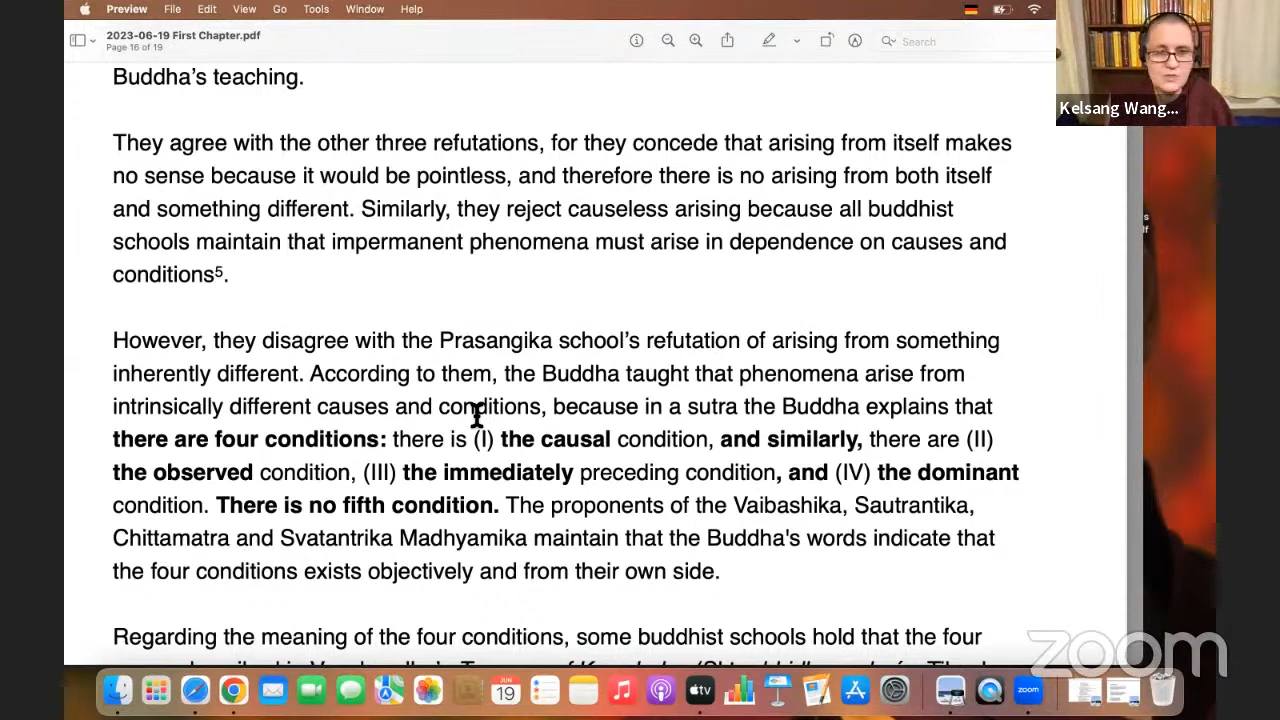 Preview File Edit View Go Tools Window Help
2023-06-19 First Chapter.pdf
Page 16 of 19
Search
Kelsang Wang...
Buddha’s teaching.
They agree with the other three refutations, for they concede that arising from itself makes
no sense because it would be pointless, and therefore there is no arising from both itself
and something different. Similarly, they reject causeless arising because all buddhist
schools maintain that impermanent phenomena must arise in dependence on causes and
conditions⁵.
However, they disagree with the Prasangika school’s refutation of arising from something
inherently different. According to them, the Buddha taught that phenomena arise from
intrinsically different causes and conditions, because in a sutra the Buddha explains that
there are four conditions: there is (I) the causal condition, and similarly, there are (II)
the observed condition, (III) the immediately preceding condition, and (IV) the dominant
condition. There is no fifth condition. The proponents of the Vaibashika, Sautrantika,
Chittamatra and Svatantrika Madhyamika maintain that the Buddha's words indicate that
the four conditions exists objectively and from their own side.
Regarding the meaning of the four conditions, some buddhist schools hold that the four
zoom
JUN
19
tv
zoom